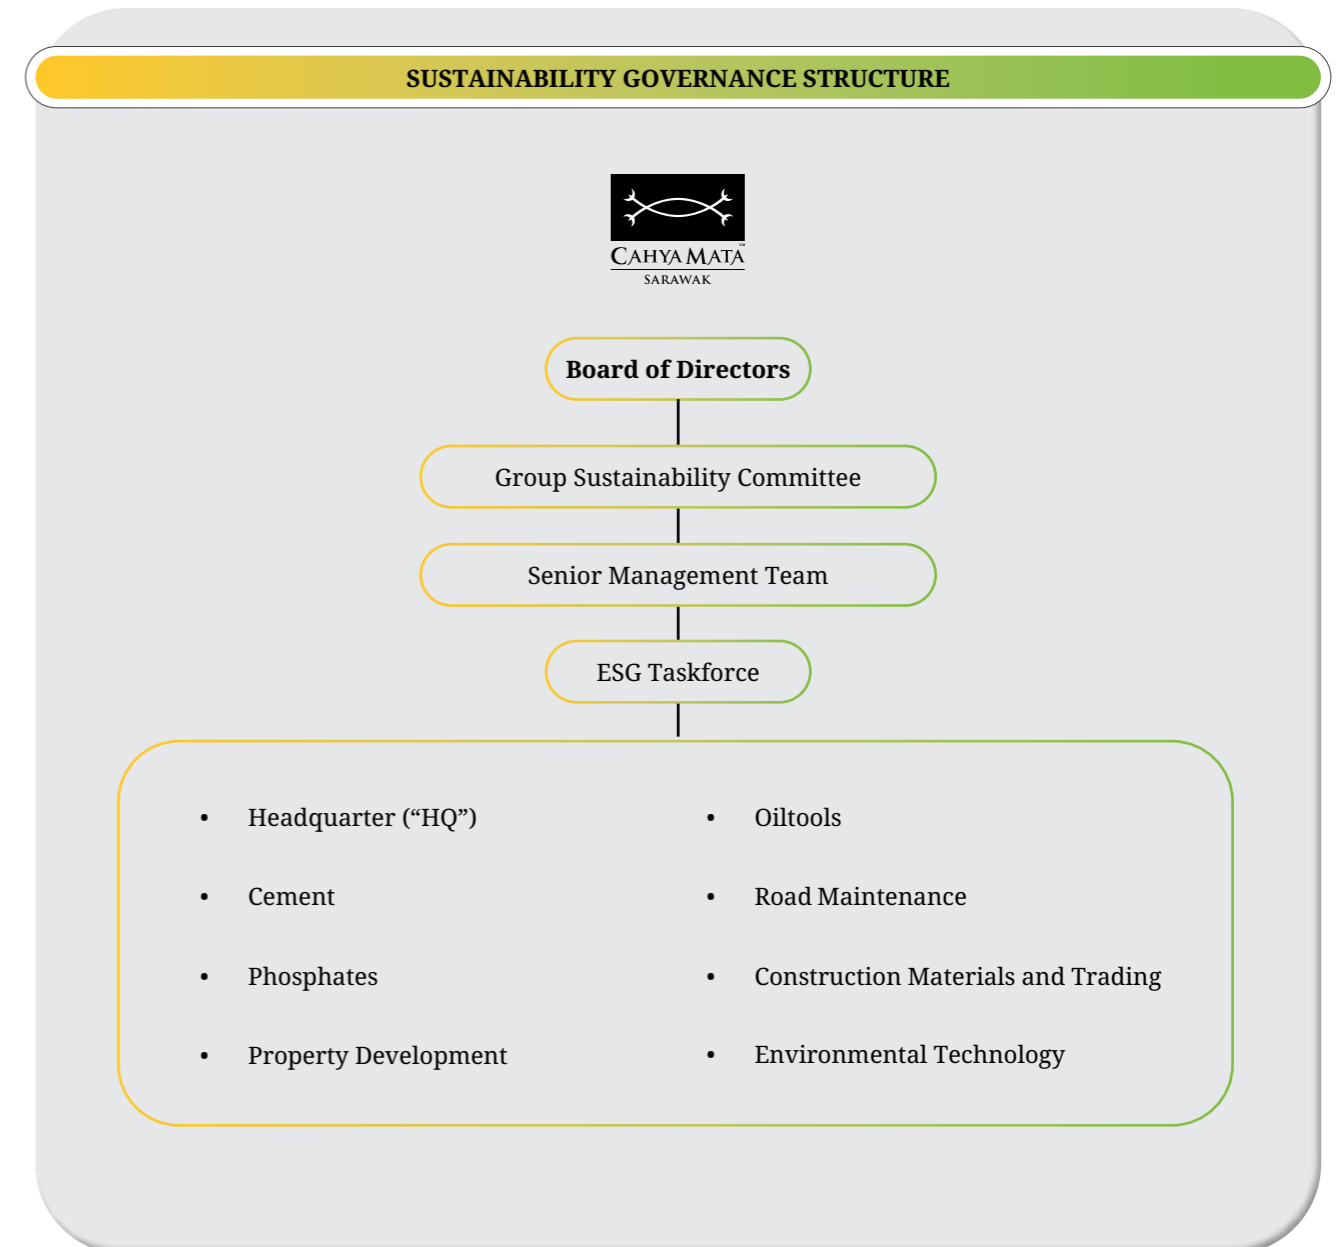 SUSTAINABILITY GOVERNANCE STRUCTURE
CAHYA MATA™
SARAWAK
Board of Directors
Group Sustainability Committee
Senior Management Team
ESG Taskforce
• Headquarter (“HQ”)
• Cement
• Phosphates
• Property Development
• Oiltools
• Road Maintenance
• Construction Materials and Trading
• Environmental Technology